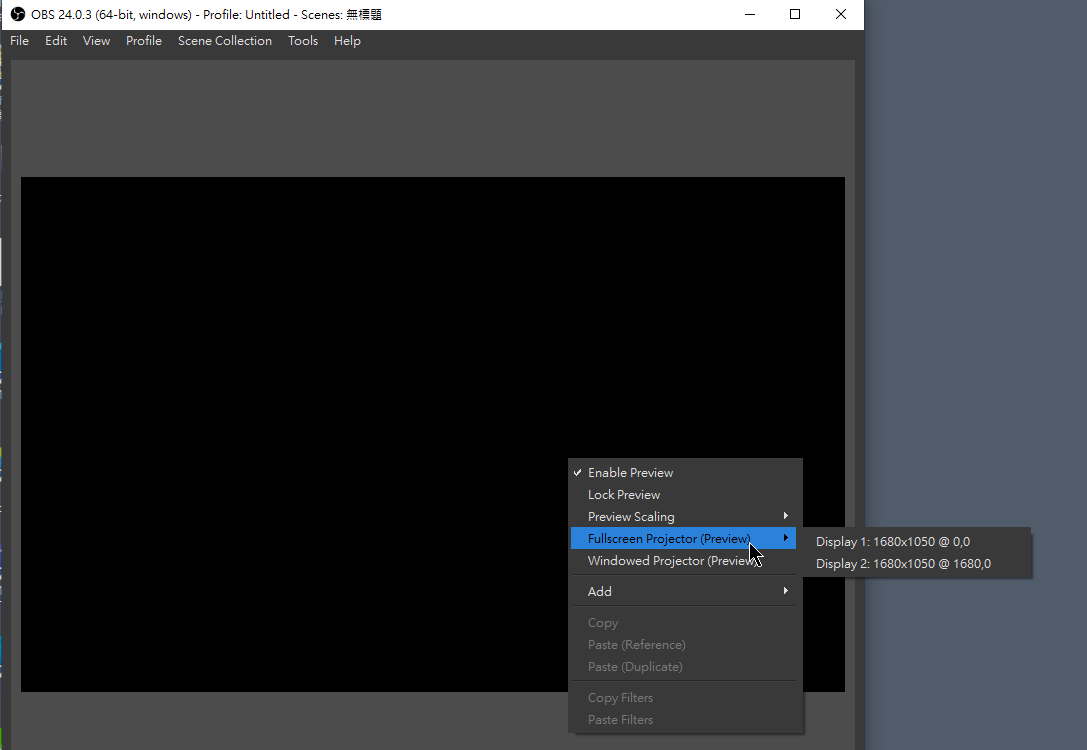 OBS 24.0.3 (64-bit, windows) - Profile: Untitled - Scenes: 無標題
File Edit View Profile Scene Collection Tools Help
Enable Preview
Lock Preview
Preview Scaling
Fullscreen Projector (Preview)
Display 1: 1680x1050 @ 0,0
Windowed Projector (Preview)
Display 2: 1680x1050 @ 1680,0
Add
Copy
Paste (Reference)
Paste (Duplicate)
Copy Filters
Paste Filters